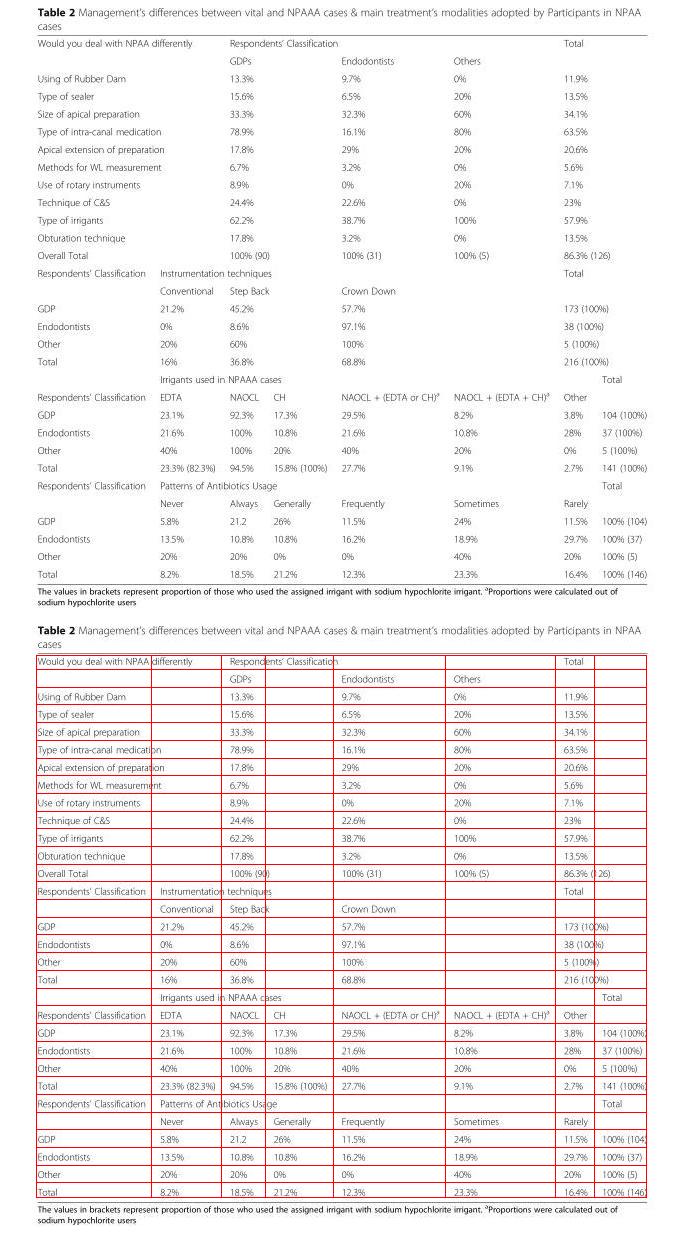 Table 2 Management's differences between vital and NPAAA cases & main treatment's modalities adopted by Participants in NPAA
cases
Would you deal with NPAA differently Respondents' Classification Total
GDPs Endodontists Others
Using of Rubber Dam 13.3% 9.7% 0% 11.9%
Type of sealer 15.6% 6.5% 20% 13.5%
Size of apical preparation 33.3% 32.3% 60% 34.1%
Type of intra-canal medication 78.9% 16.1% 80% 63.5%
Apical extension of preparation 17.8% 29% 20% 20.6%
Methods for WL measurement 6.7% 3.2% 0% 5.6%
Use of rotary instruments 8.9% 0% 20% 7.1%
Technique of C&S 24.4% 22.6% 0% 23%
Type of irrigants 62.2% 38.7% 100% 57.9%
Obturation technique 17.8% 3.2% 0% 13.5%
Overall Total 100% (90) 100% (31) 100% (5) 86.3% (126)
Respondents' Classification Instrumentation techniques Total
Conventional Step Back Crown Down
GDP 21.2% 45.2% 57.7% 173 (100%)
Endodontists 0% 8.6% 97.1% 38 (100%)
Other 20% 60% 100% 5 (100%)
Total 16% 36.8% 68.8% 216 (100%)
Irrigants used in NPAAA cases Total
Respondents' Classification EDTA NAOCL CH NAOCL + (EDTA or CH)a NAOCL + (EDTA + CH)a Other
GDP 23.1% 92.3% 17.3% 29.5% 8.2% 3.8% 104 (100%)
Endodontists 21.6% 100% 10.8% 21.6% 10.8% 28% 37 (100%)
Other 40% 100% 20% 40% 20% 0% 5 (100%)
Total 23.3% (82.3%) 94.5% 15.8% (100%) 27.7% 9.1% 2.7% 141 (100%)
Respondents' Classification Patterns of Antibiotics Usage Total
Never Always Generally Frequently Sometimes Rarely
GDP 5.8% 21.2 26% 11.5% 24% 11.5% 100% (104)
Endodontists 13.5% 10.8% 10.8% 16.2% 18.9% 29.7% 100% (37)
Other 20% 20% 0% 0% 40% 20% 100% (5)
Total 8.2% 18.5% 21.2% 12.3% 23.3% 16.4% 100% (146)
The values in brackets represent proportion of those who used the assigned irrigant with sodium hypochlorite irrigant. aProportions were calculated out of
sodium hypochlorite users
Table 2 Management's differences between vital and NPAAA cases & main treatment's modalities adopted by Participants in NPAA
cases
Would you deal with NPAA differently Respondents' Classification Total
GDPs Endodontists Others
Using of Rubber Dam 13.3% 9.7% 0% 11.9%
Type of sealer 15.6% 6.5% 20% 13.5%
Size of apical preparation 33.3% 32.3% 60% 34.1%
Type of intra-canal medication 78.9% 16.1% 80% 63.5%
Apical extension of preparation 17.8% 29% 20% 20.6%
Methods for WL measurement 6.7% 3.2% 0% 5.6%
Use of rotary instruments 8.9% 0% 20% 7.1%
Technique of C&S 24.4% 22.6% 0% 23%
Type of irrigants 62.2% 38.7% 100% 57.9%
Obturation technique 17.8% 3.2% 0% 13.5%
Overall Total 100% (90) 100% (31) 100% (5) 86.3% (126)
Respondents' Classification Instrumentation techniques Total
Conventional Step Back Crown Down
GDP 21.2% 45.2% 57.7% 173 (100%)
Endodontists 0% 8.6% 97.1% 38 (100%)
Other 20% 60% 100% 5 (100%)
Total 16% 36.8% 68.8% 216 (100%)
Irrigants used in NPAAA cases Total
Respondents' Classification EDTA NAOCL CH NAOCL + (EDTA or CH)a NAOCL + (EDTA + CH)a Other
GDP 23.1% 92.3% 17.3% 29.5% 8.2% 3.8% 104 (100%)
Endodontists 21.6% 100% 10.8% 21.6% 10.8% 28% 37 (100%)
Other 40% 100% 20% 40% 20% 0% 5 (100%)
Total 23.3% (82.3%) 94.5% 15.8% (100%) 27.7% 9.1% 2.7% 141 (100%)
Respondents' Classification Patterns of Antibiotics Usage Total
Never Always Generally Frequently Sometimes Rarely
GDP 5.8% 21.2 26% 11.5% 24% 11.5% 100% (104)
Endodontists 13.5% 10.8% 10.8% 16.2% 18.9% 29.7% 100% (37)
Other 20% 20% 0% 0% 40% 20% 100% (5)
Total 8.2% 18.5% 21.2% 12.3% 23.3% 16.4% 100% (146)
The values in brackets represent proportion of those who used the assigned irrigant with sodium hypochlorite irrigant. aProportions were calculated out of
sodium hypochlorite users